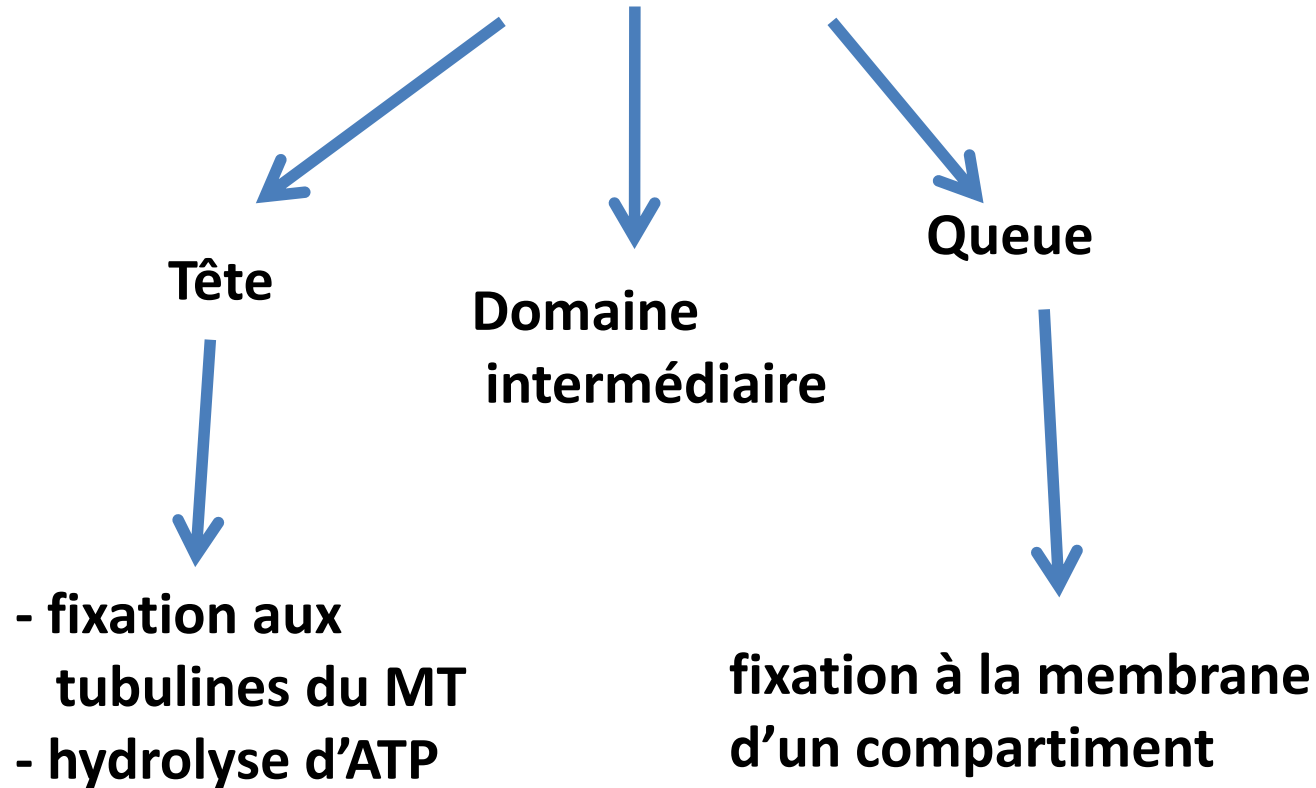 Tête
Domaine
intermédiaire
Queue
- fixation aux
tubulines du MT
- hydrolyse d’ATP
fixation à la membrane
d’un compartiment